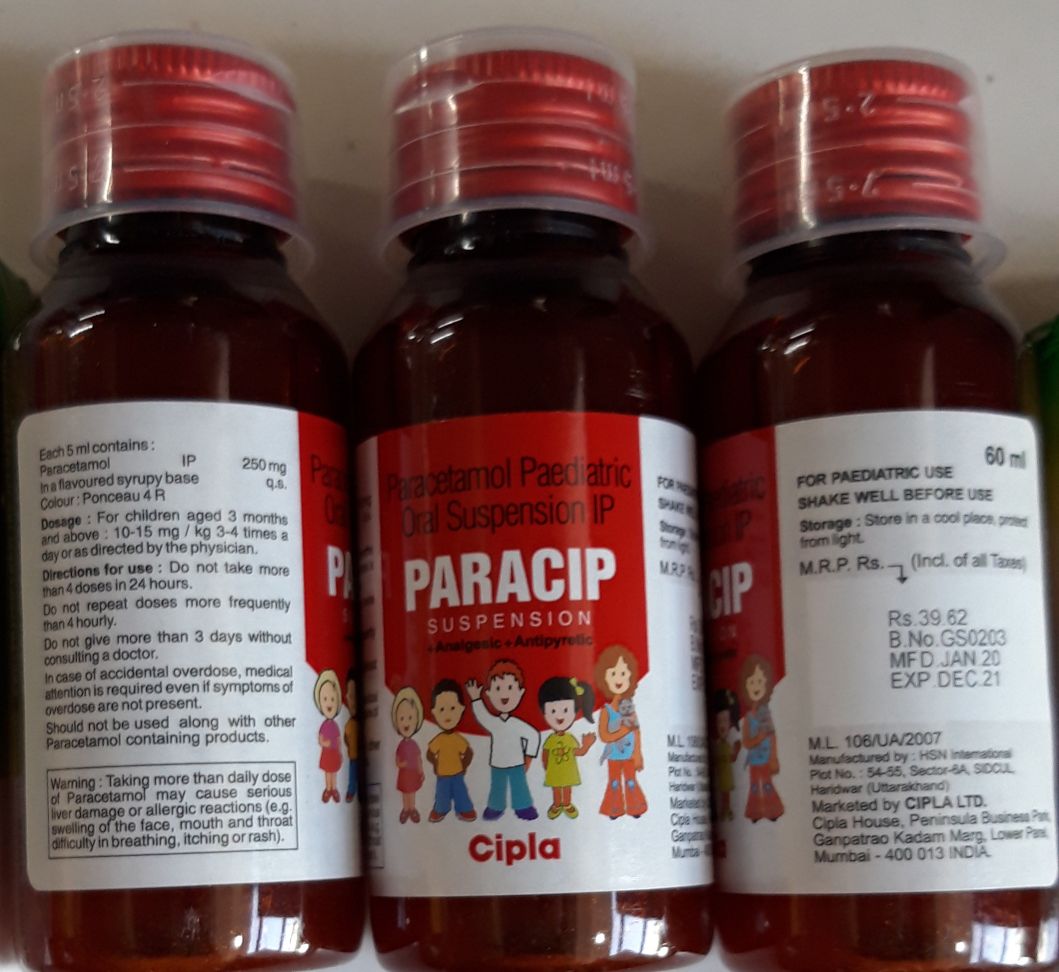 Each 5 ml contains :
Paracetamol IP 250 mg
In a flavoured syrupy base q.s.
Colour : Ponceau 4 R
Dosage : For children aged 3 months
and above : 10-15 mg / kg 3-4 times a
day or as directed by the physician.
Directions for use : Do not take more
than 4 doses in 24 hours.
Do not repeat doses more frequently
than 4 hourly.
Do not give more than 3 days without
consulting a doctor.
In case of accidental overdose, medical
attention is required even if symptoms of
overdose are not present.
Should not be used along with other
Paracetamol containing products.
Warning : Taking more than daily dose
of Paracetamol may cause serious
liver damage or allergic reactions (e.g.
swelling of the face, mouth and throat
difficulty in breathing, itching or rash).
Paracetamol Paediatric
Oral Suspension IP
PARACIP
SUSPENSION
• Analgesic • Antipyretic
Cipla
60 ml
FOR PAEDIATRIC USE
SHAKE WELL BEFORE USE
Storage : Store in a cool place, protect
from light.
M.R.P. Rs. (Incl. of all Taxes)
Rs.39.62
B.No.GS0203
MFD.JAN.20
EXP.DEC.21
M.L. 106/UA/2007
Manufactured by : HSN International
Plot No. : 54-55, Sector-6A, SIDCUL,
Haridwar (Uttarakhand)
Marketed by CIPLA LTD.
Cipla House, Peninsula Business Park,
Ganpatrao Kadam Marg, Lower Parel,
Mumbai - 400 013 INDIA.